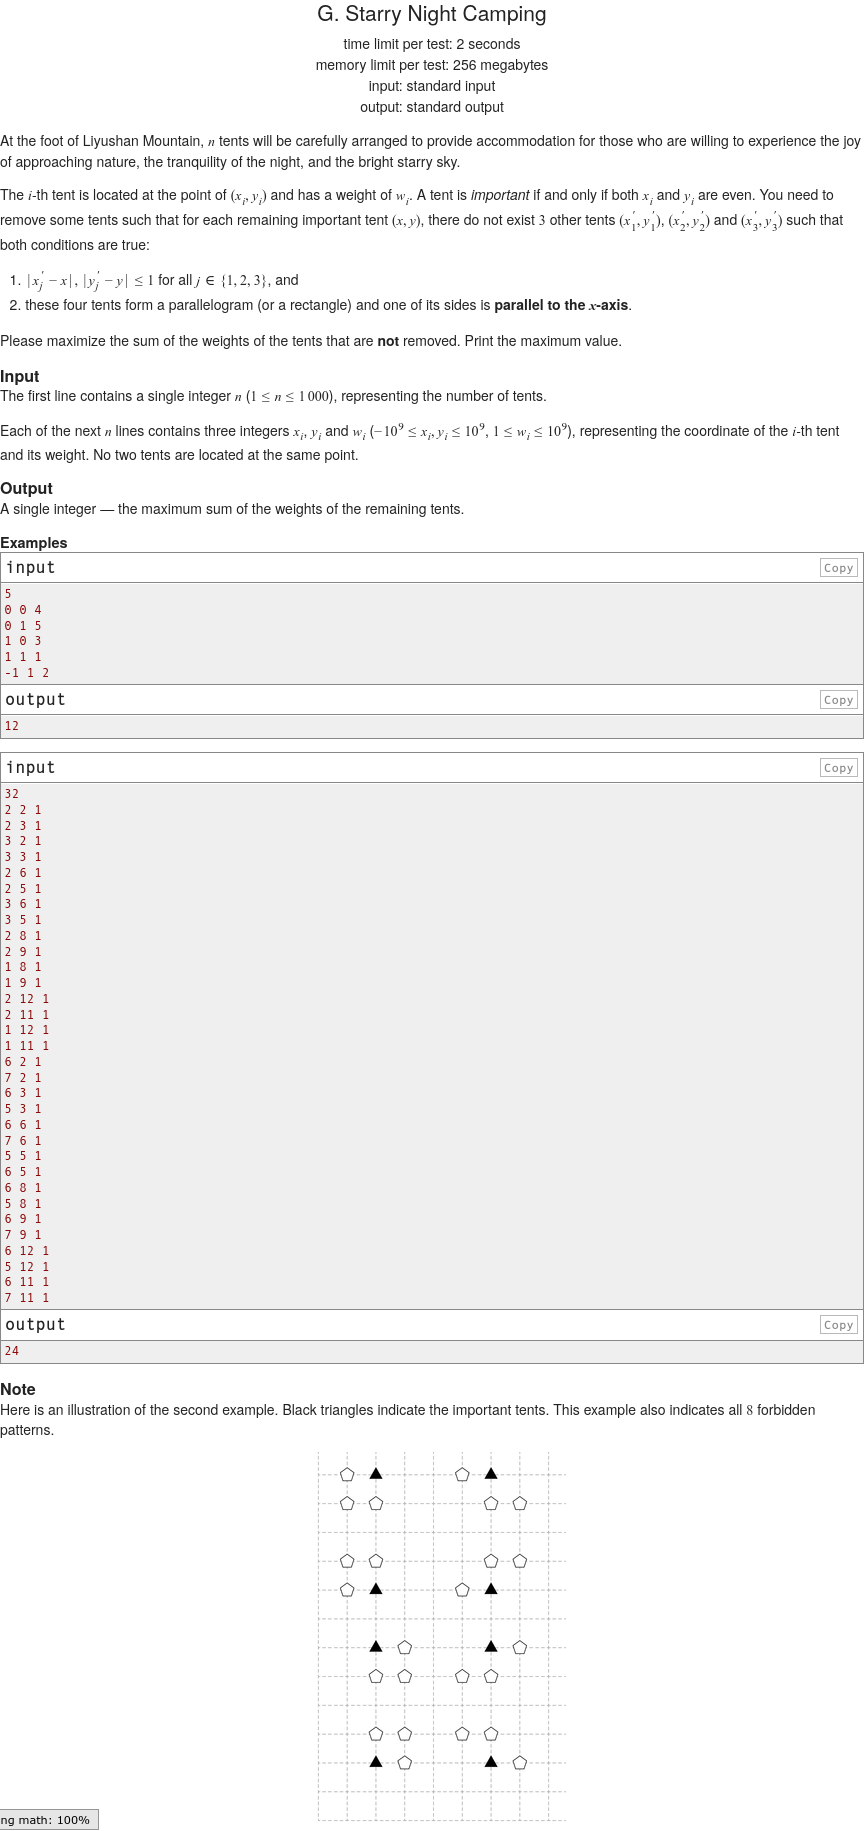 G. Starry Night Camping
time limit per test: 2 seconds
memory limit per test: 256 megabytes
input: standard input
output: standard output
At the foot of Liyushan Mountain, n tents will be carefully arranged to provide accommodation for those who are willing to experience the joy
of approaching nature, the tranquility of the night, and the bright starry sky.
The i-th tent is located at the point of (x_i, y_i) and has a weight of w_i. A tent is important if and only if both x_i and y_i are even. You need to
remove some tents such that for each remaining important tent (x, y), there do not exist 3 other tents (x'_1, y'_1), (x'_2, y'_2) and (x'_3, y'_3) such that
both conditions are true:
1. |x'_j − x|, |y'_j − y| ≤ 1 for all j ∈ {1, 2, 3}, and
2. these four tents form a parallelogram (or a rectangle) and one of its sides is parallel to the x-axis.
Please maximize the sum of the weights of the tents that are not removed. Print the maximum value.
Input
The first line contains a single integer n (1 ≤ n ≤ 1 000), representing the number of tents.
Each of the next n lines contains three integers x_i, y_i and w_i (−10^9 ≤ x_i, y_i ≤ 10^9, 1 ≤ w_i ≤ 10^9), representing the coordinate of the i-th tent
and its weight. No two tents are located at the same point.
Output
A single integer — the maximum sum of the weights of the remaining tents.
Examples
input Copy
5
0 0 4
0 1 5
1 0 3
1 1 1
-1 1 2
output Copy
12
input Copy
32
2 2 1
2 3 1
3 2 1
3 3 1
2 6 1
2 5 1
3 6 1
3 5 1
2 8 1
2 9 1
1 8 1
1 9 1
2 12 1
2 11 1
1 12 1
1 11 1
6 2 1
7 2 1
6 3 1
5 3 1
6 6 1
7 6 1
5 5 1
6 5 1
6 8 1
5 8 1
6 9 1
7 9 1
6 12 1
5 12 1
6 11 1
7 11 1
output Copy
24
Note
Here is an illustration of the second example. Black triangles indicate the important tents. This example also indicates all 8 forbidden
patterns.
ng math: 100%